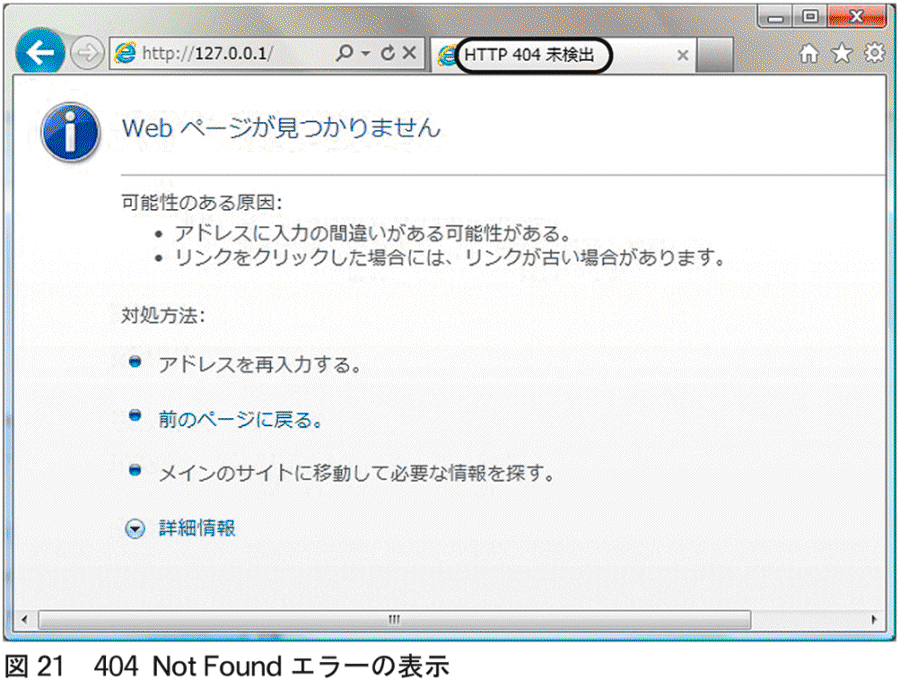 http://127.0.0.1/
HTTP 404 未検出
Web ページが見つかりません
可能性のある原因:
• アドレスに入力の間違いがある可能性がある。
• リンクをクリックした場合には、リンクが古い場合があります。
対処方法:
アドレスを再入力する。
前のページに戻る。
メインのサイトに移動して必要な情報を探す。
詳細情報
図 21　404 Not Found エラーの表示